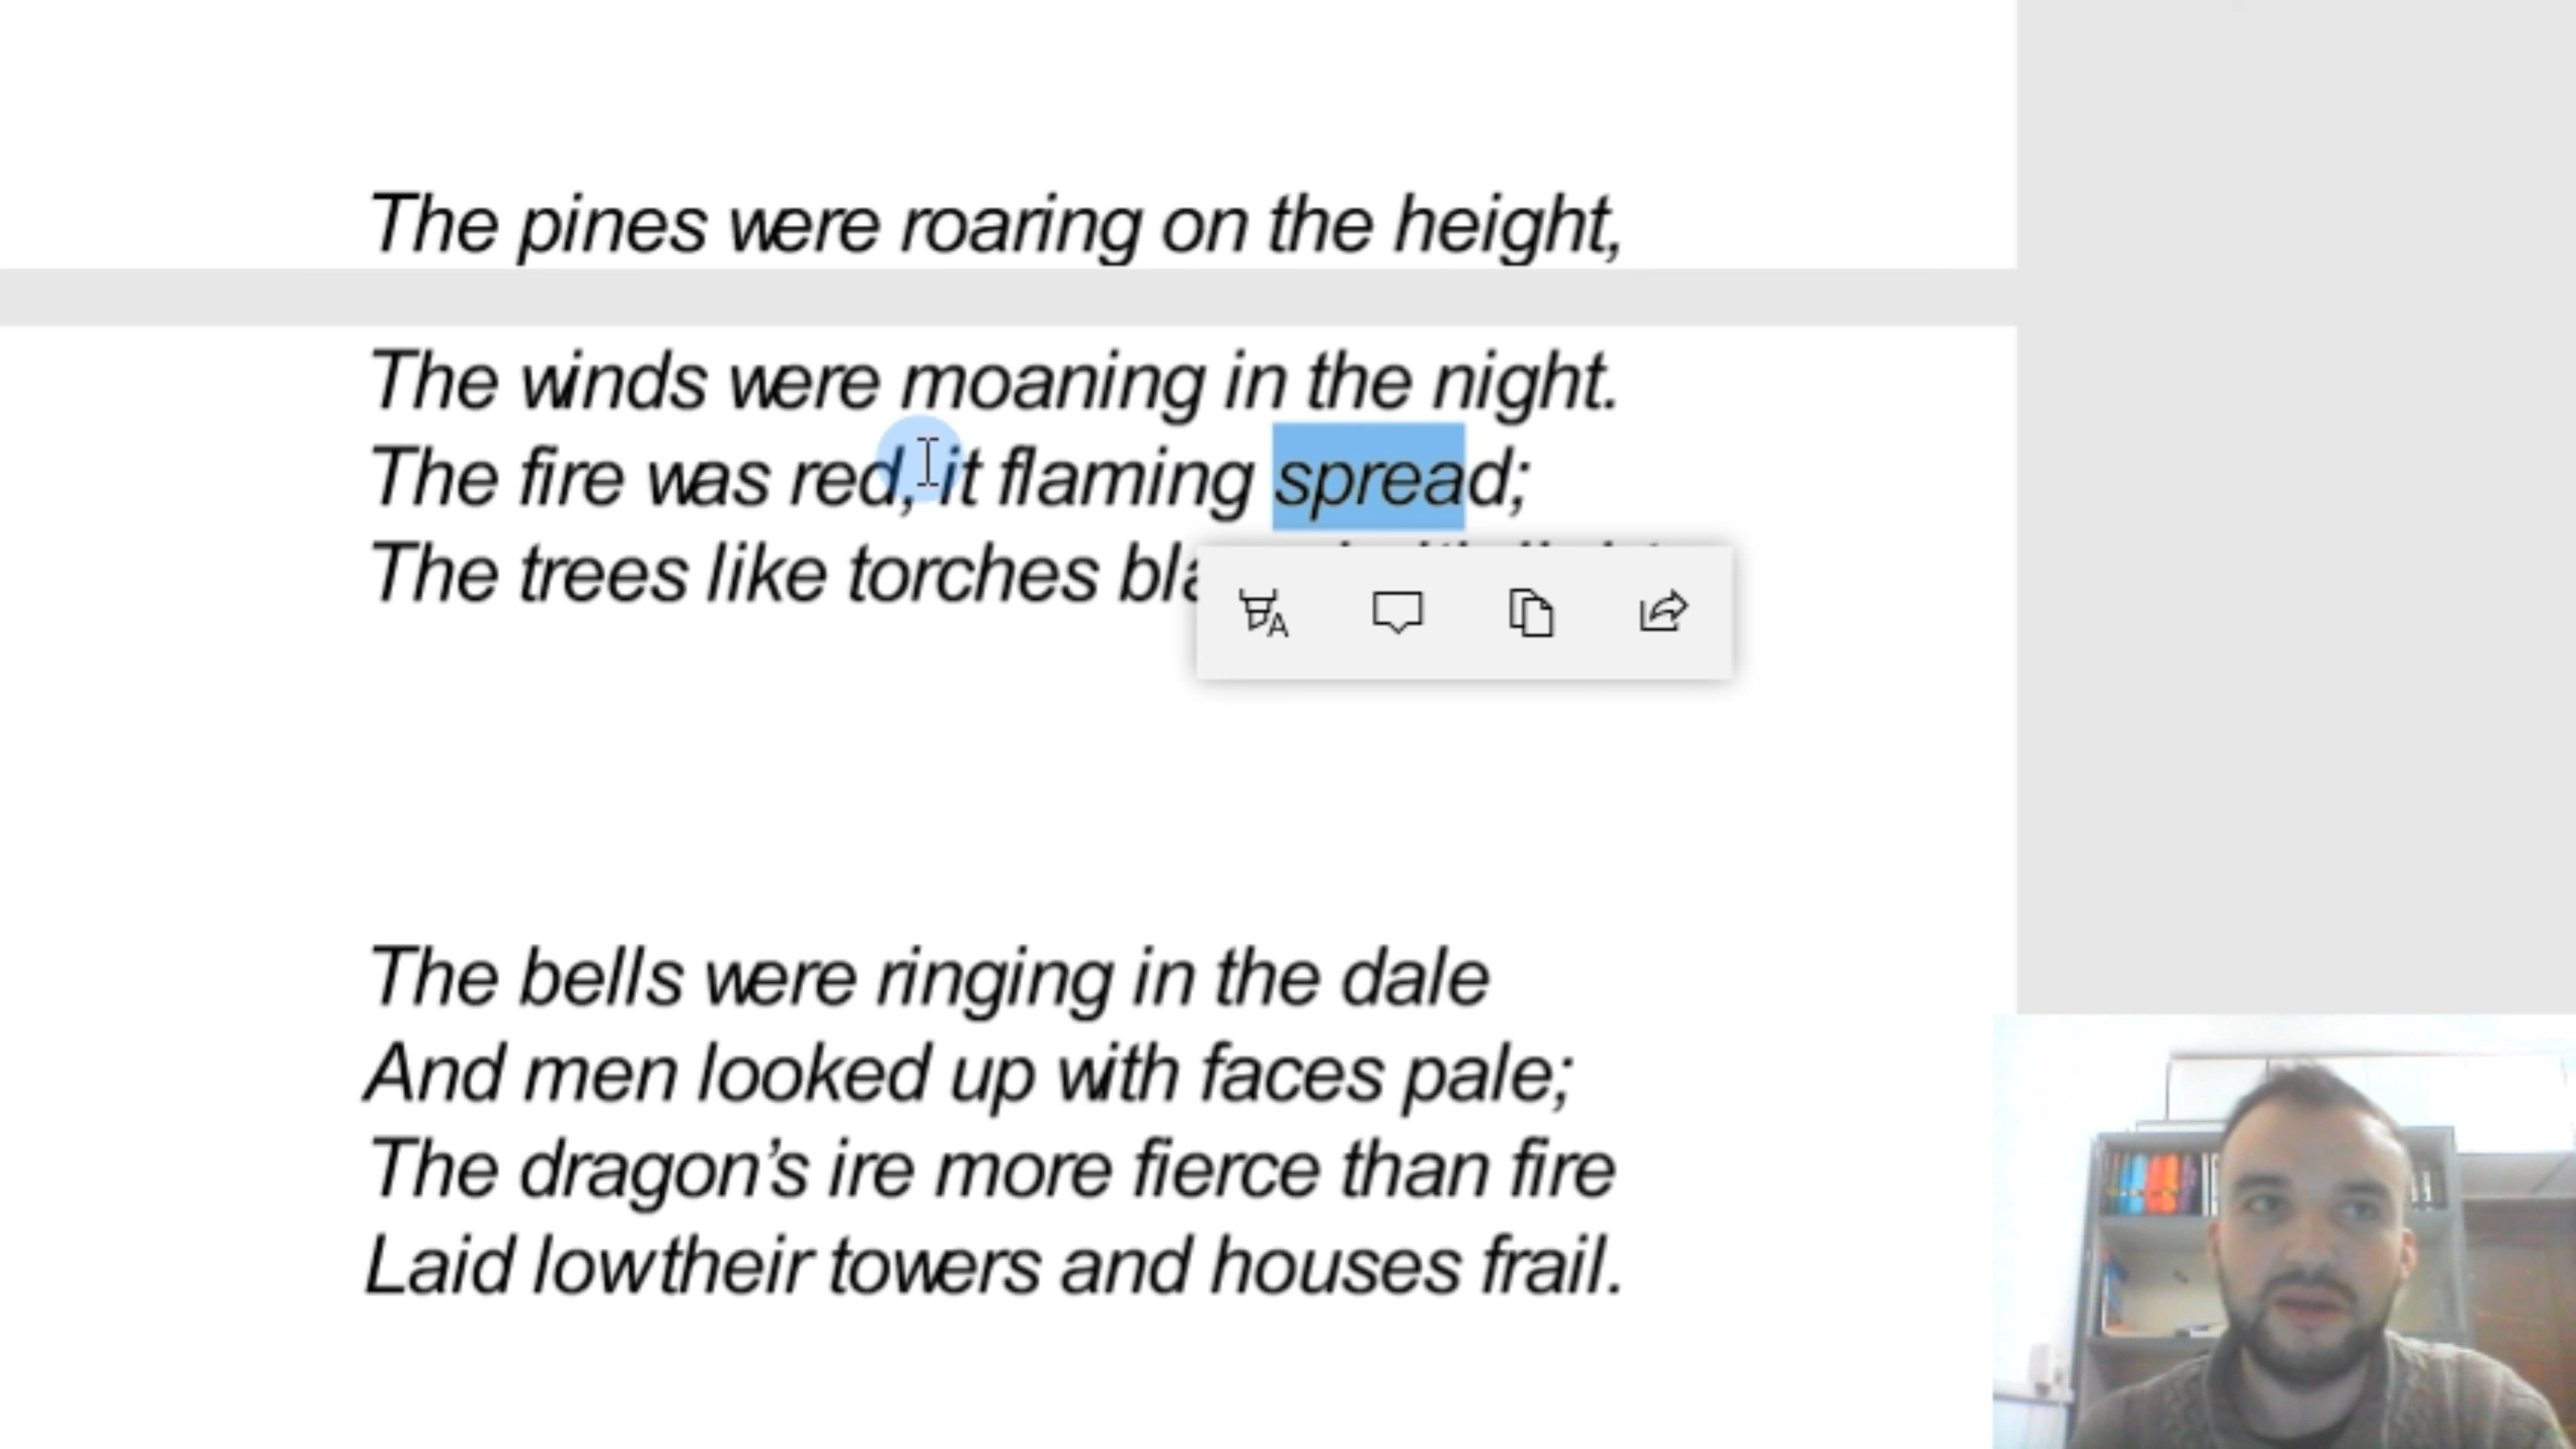 The pines were roaring on the height,
The winds were moaning in the night.
The fire was red, it flaming spread;
The trees like torches
The bells were ringing in the dale
And men looked up with faces pale;
The dragon’s ire more fierce than fire
Laid low their towers and houses frail.